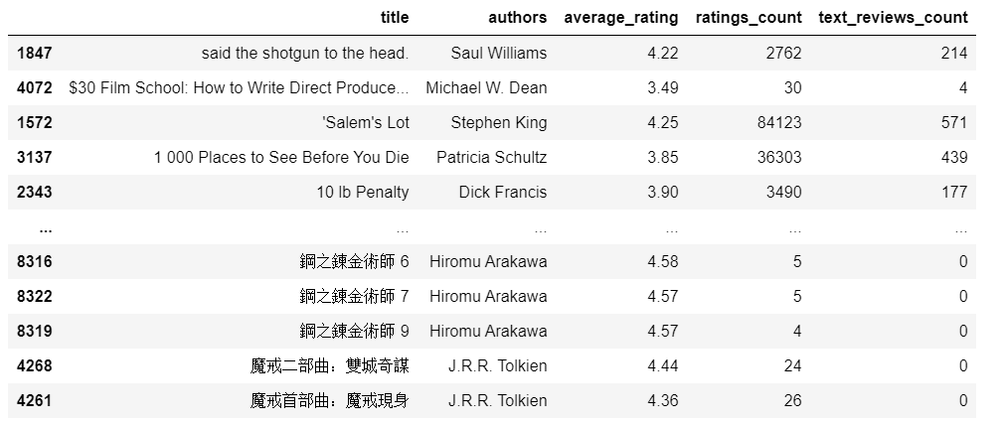 title authors average_rating ratings_count text_reviews_count
1847 said the shotgun to the head. Saul Williams 4.22 2762 214
4072 $30 Film School: How to Write Direct Produce... Michael W. Dean 3.49 30 4
1572 'Salem's Lot Stephen King 4.25 84123 571
3137 1 000 Places to See Before You Die Patricia Schultz 3.85 36303 439
2343 10 lb Penalty Dick Francis 3.90 3490 177
... ... ... ... ... ...
8316 鋼之鍊金術師 6 Hiromu Arakawa 4.58 5 0
8322 鋼之鍊金術師 7 Hiromu Arakawa 4.57 5 0
8319 鋼之鍊金術師 9 Hiromu Arakawa 4.57 4 0
4268 魔戒二部曲：雙城奇謀 J.R.R. Tolkien 4.44 24 0
4261 魔戒首部曲：魔戒現身 J.R.R. Tolkien 4.36 26 0